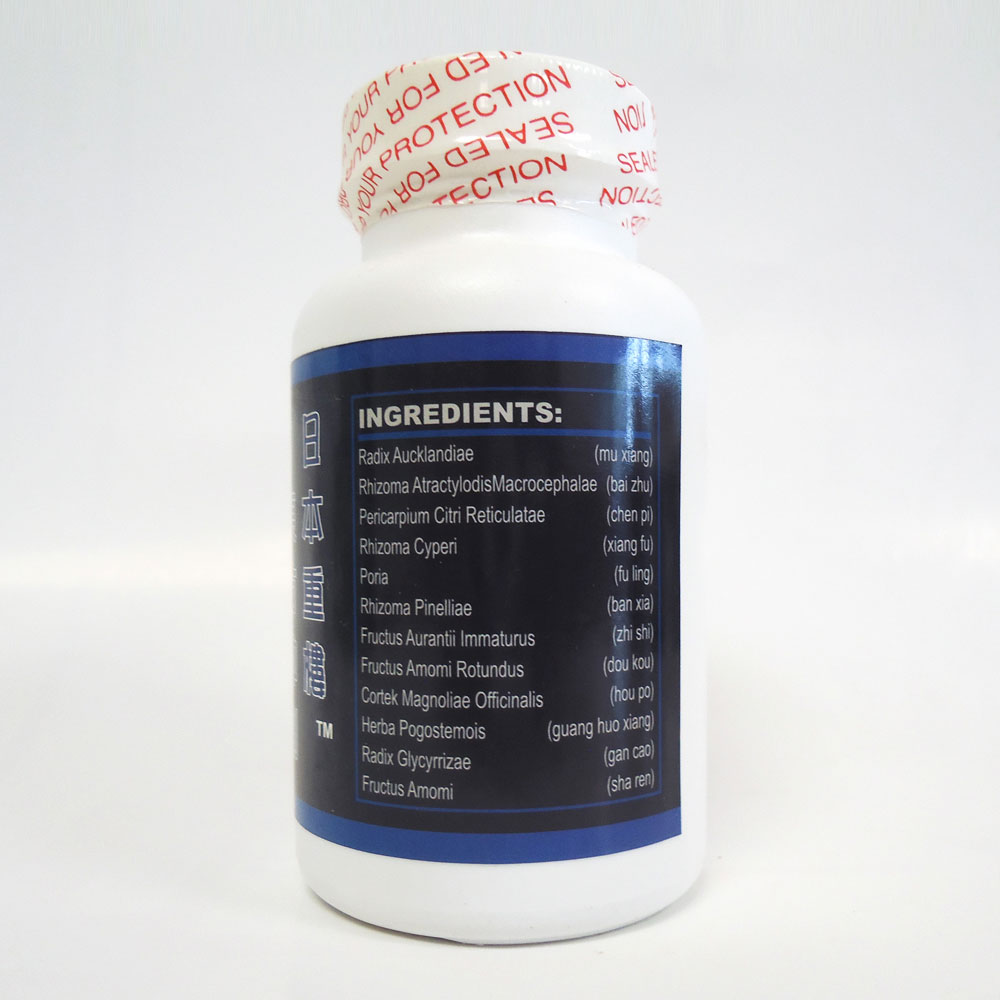 YOUR PROTECTION
SEALED FOR YOUR
SEALED FOR
PROTECTION
SEALED
日本重穭
TM
INGREDIENTS:
Radix Aucklandiae (mu xiang)
Rhizoma AtractylodisMacrocephalae (bai zhu)
Pericarpium Citri Reticulatae (chen pi)
Rhizoma Cyperi (xiang fu)
Poria (fu ling)
Rhizoma Pinelliae (ban xia)
Fructus Aurantii Immaturus (zhi shi)
Fructus Amomi Rotundus (dou kou)
Cortek Magnoliae Officinalis (hou po)
Herba Pogostemois (guang huo xiang)
Radix Glycyrrizae (gan cao)
Fructus Amomi (sha ren)